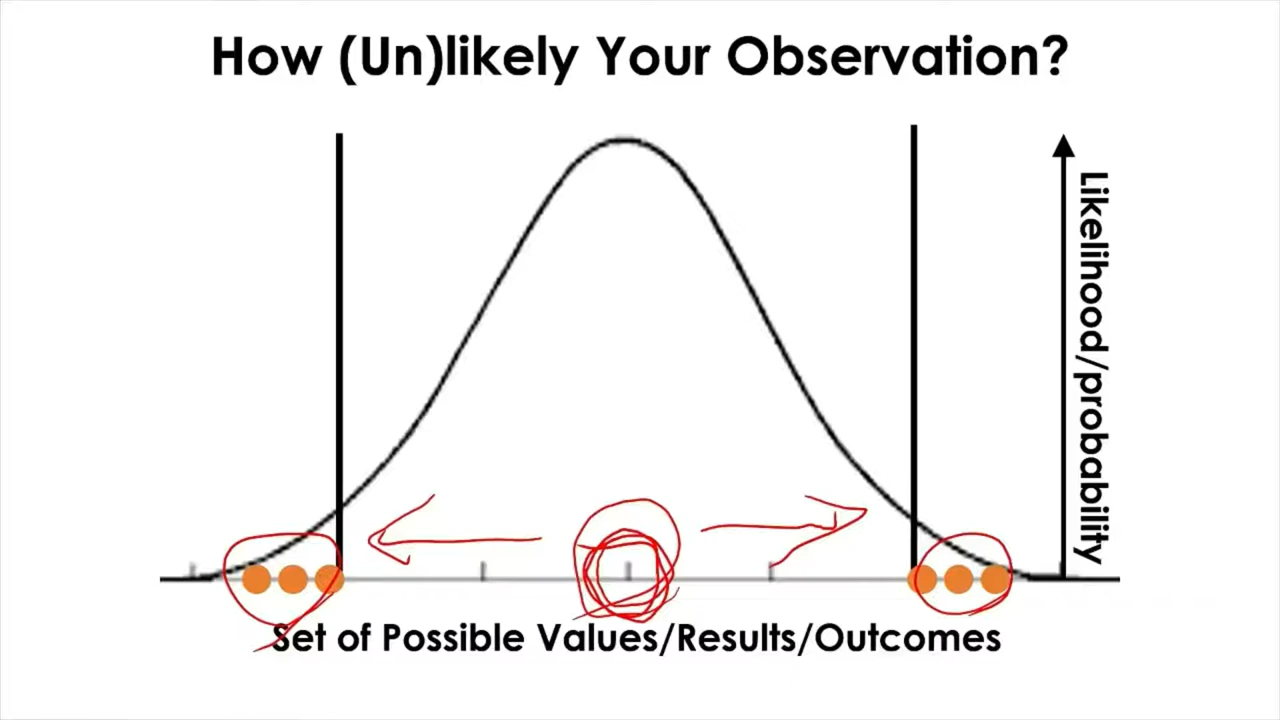 How (Un)likely Your Observation?
Likelihood/probability
Set of Possible Values/Results/Outcomes